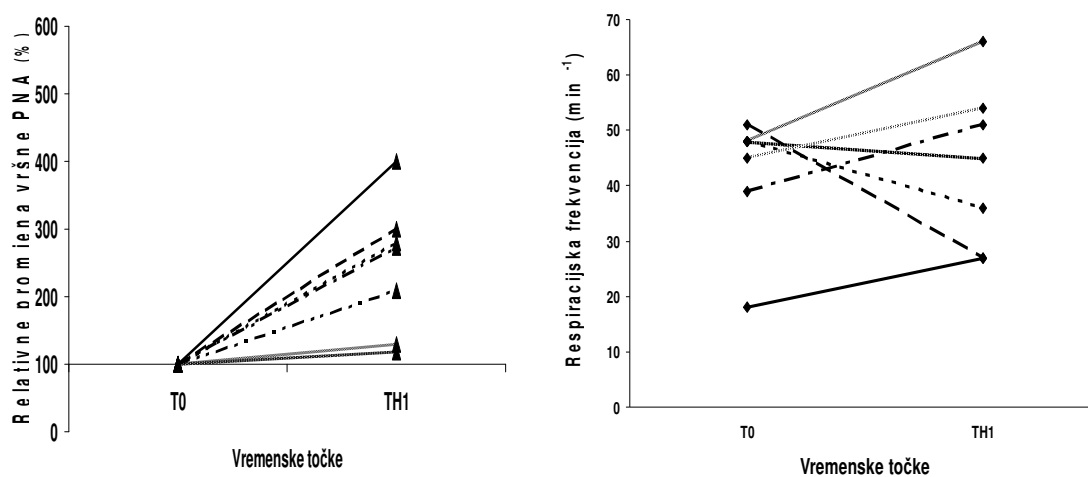 Relativne promjena vršne PNA (%)
600
500
400
300
200
100
0
T0
TH1
Vremenske točke
Respiracijska frekvencija (min -1)
70
60
50
40
30
20
10
0
T0
TH1
Vremenske točke